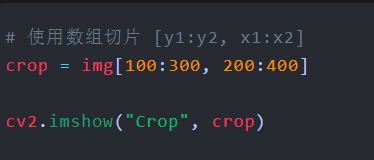 # 使用数组切片 [y1:y2, x1:x2]
crop = img[100:300, 200:400]
cv2.imshow("Crop", crop)